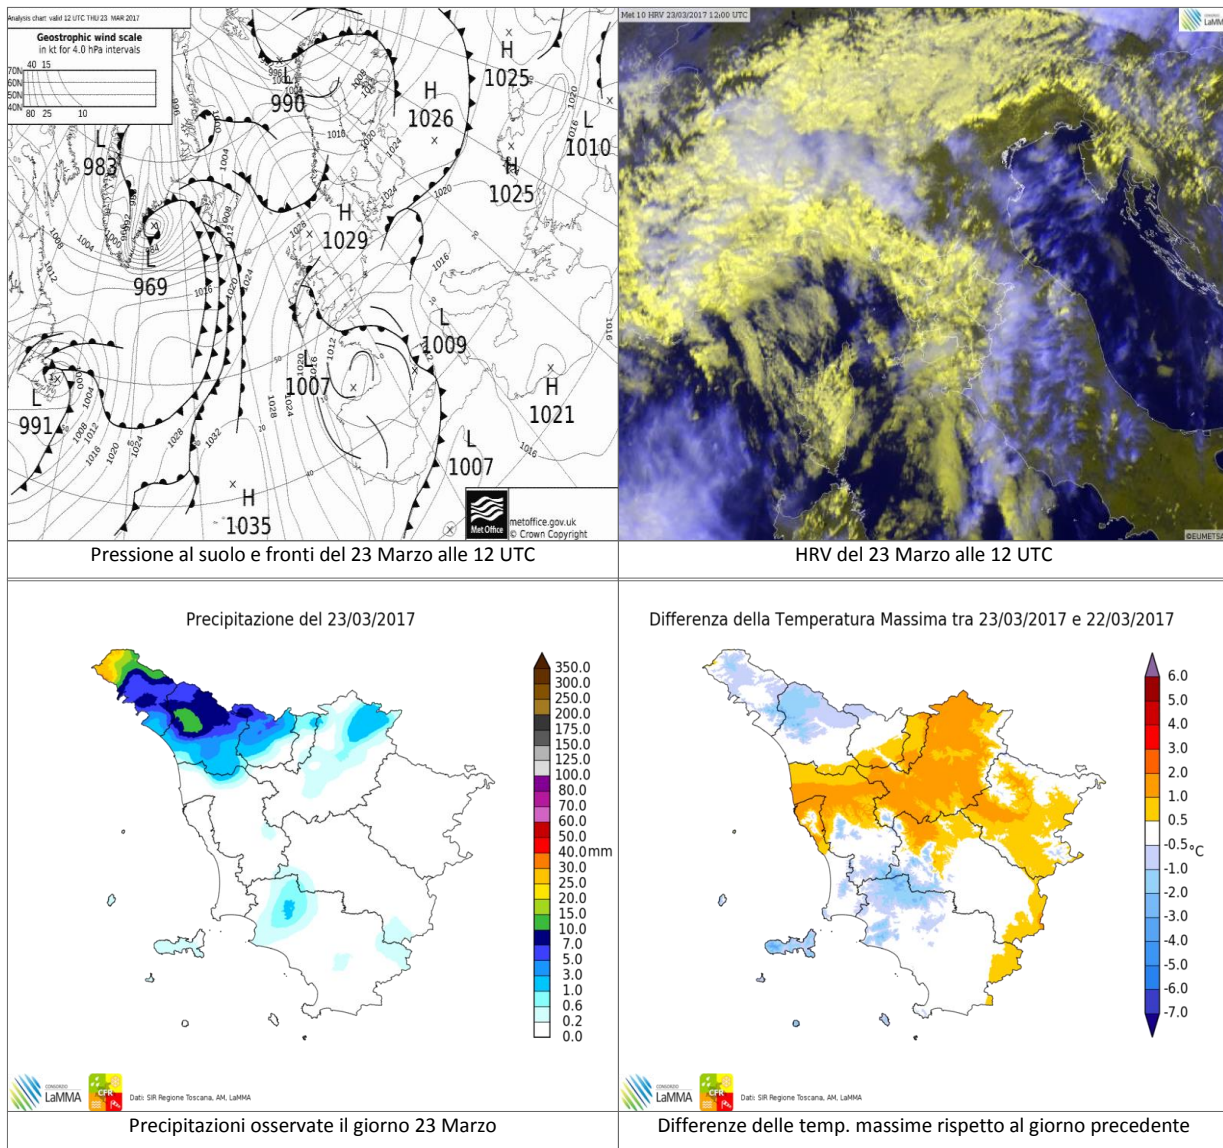 Analysis chart valid 12 UTC THU 23 MAR 2017
Geostrophic wind scale
in kt for 4.0 hPa intervals
40 15
70N
60N
50N
40N
80 25 10
L
990
H
1025
H
1026
L
1010
H
1025
L
983
H
1029
L
969
L
1009
L
1007
H
1021
L
991
L
1007
H
1035
Met Office
metoffice.gov.uk
© Crown Copyright
Met 10 HRV 23/03/2017 12:00 UTC
CONSORZIO
LaMMA
©EUMETSA
Pressione al suolo e fronti del 23 Marzo alle 12 UTC
HRV del 23 Marzo alle 12 UTC
Precipitazione del 23/03/2017
350.0
300.0
250.0
200.0
175.0
150.0
100.0
80.0
70.0
60.0
50.0
40.0 mm
30.0
25.0
20.0
15.0
10.0
7.0
5.0
3.0
1.0
0.6
0.2
0.0
CONSORZIO
LaMMA
CFR
Dati: SIR Regione Toscana, AM, LaMMA
Differenza della Temperatura Massima tra 23/03/2017 e 22/03/2017
6.0
5.0
4.0
3.0
2.0
1.0
0.5
-0.5
°C
-1.0
-2.0
-3.0
-4.0
-5.0
-6.0
-7.0
CONSORZIO
LaMMA
CFR
Dati: SIR Regione Toscana, AM, LaMMA
Precipitazioni osservate il giorno 23 Marzo
Differenze delle temp. massime rispetto al giorno precedente